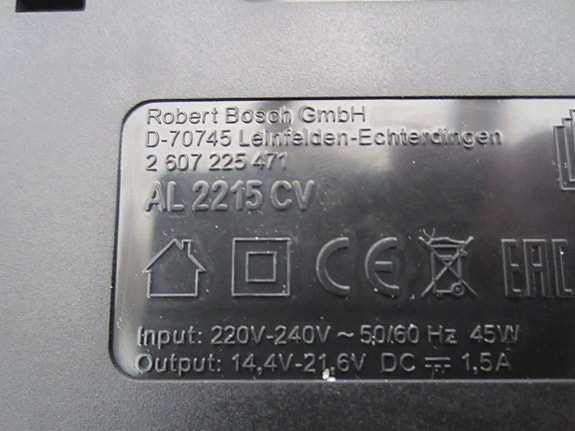 Robert Bosch GmbH
D-70745 Leinfelden-Echterdingen
2 607 225 471
AL 2215 CV
CE EAC
Input: 220V-240V ~ 50/60 Hz 45W
Output: 14,4V-21,6V DC ⎓ 1,5A